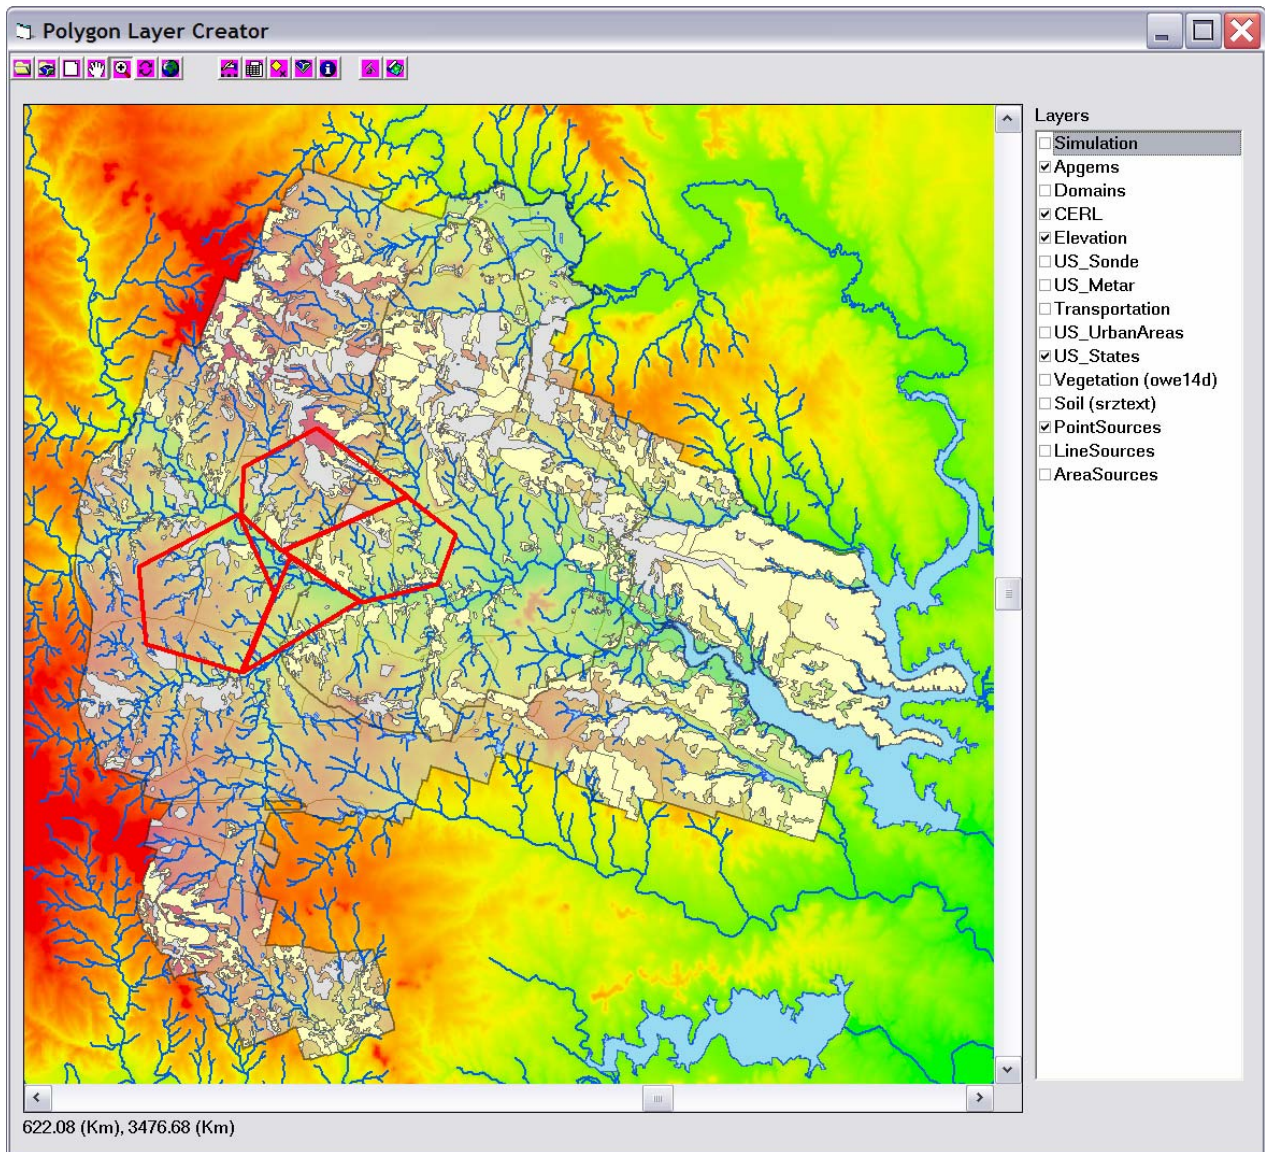 Polygon Layer Creator
Layers
Simulation
Apgems
Domains
CERL
Elevation
US_Sonde
US_Metar
Transportation
US_UrbanAreas
US_States
Vegetation (owe14d)
Soil (srztext)
PointSources
LineSources
AreaSources
622.08 (Km), 3476.68 (Km)